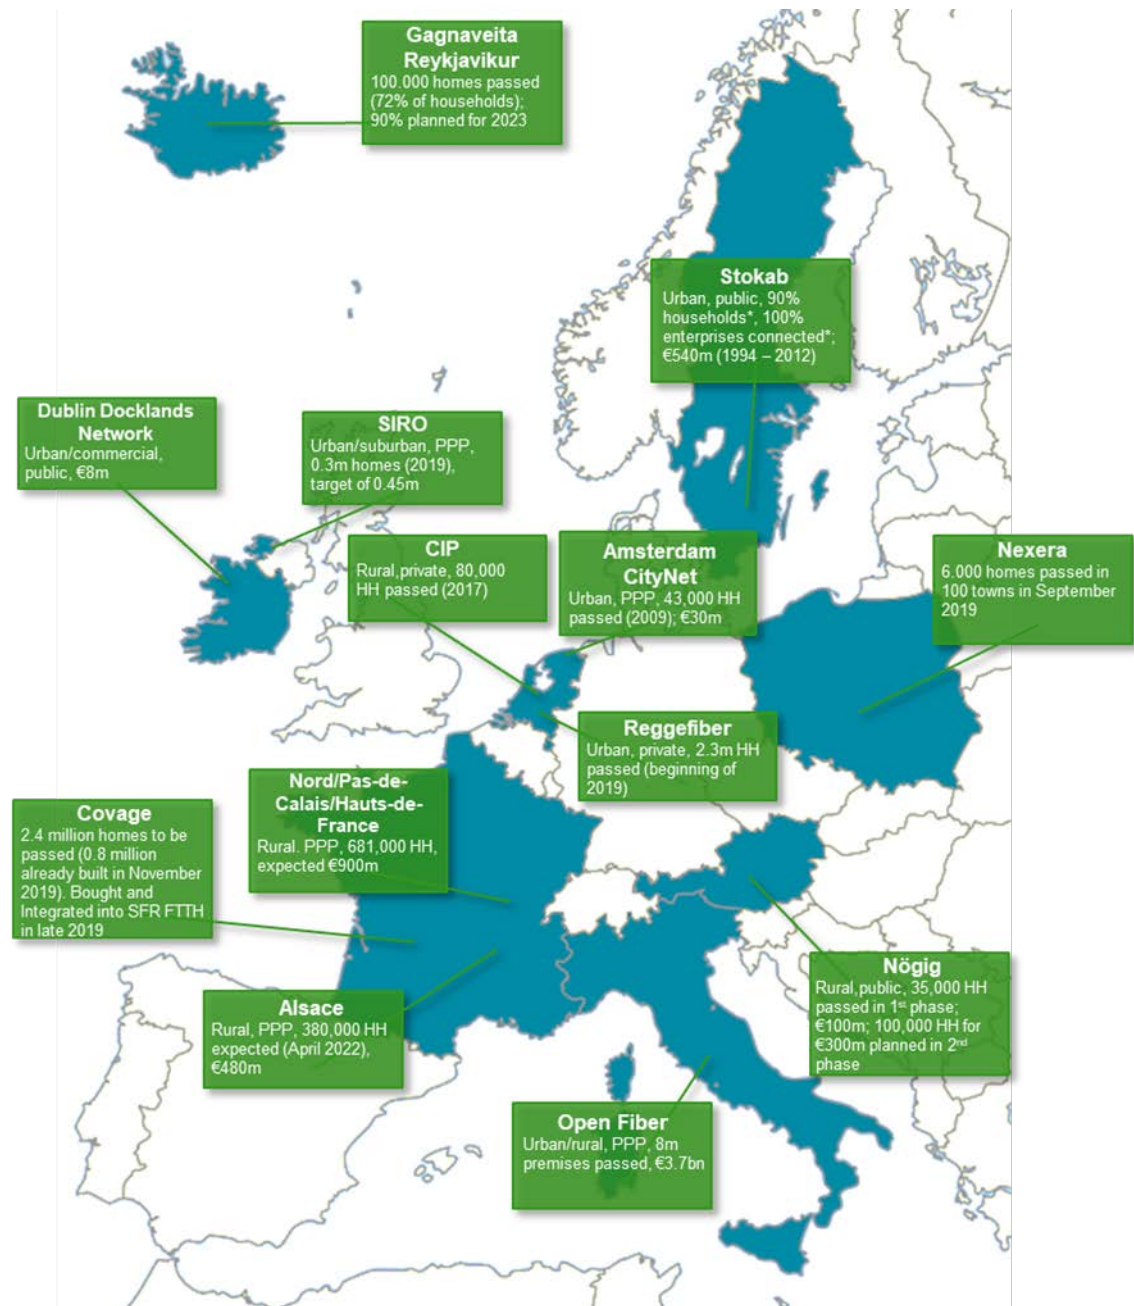 Gagnaveita
Reykjavikur
100.000 homes passed
(72% of households);
90% planned for 2023
Stokab
Urban, public, 90%
households*, 100%
enterprises connected*;
€540m (1994 – 2012)
Dublin Docklands
Network
Urban/commercial,
public, €8m
SIRO
Urban/suburban, PPP,
0.3m homes (2019),
target of 0.45m
CIP
Rural,private, 80,000
HH passed (2017)
Amsterdam
CityNet
Urban, PPP, 43,000 HH
passed (2009); €30m
Nexera
6.000 homes passed in
100 towns in September
2019
Reggefiber
Urban, private, 2.3m HH
passed (beginning of
2019)
Nord/Pas-de-
Calais/Hauts-de-
France
Rural. PPP, 681,000 HH,
expected €900m
Covage
2.4 million homes to be
passed (0.8 million
already built in November
2019). Bought and
Integrated into SFR FTTH
in late 2019
Nögig
Rural,public, 35,000 HH
passed in 1st phase;
€100m; 100,000 HH for
€300m planned in 2nd
phase
Alsace
Rural, PPP, 380,000 HH
expected (April 2022),
€480m
Open Fiber
Urban/rural, PPP, 8m
premises passed, €3.7bn